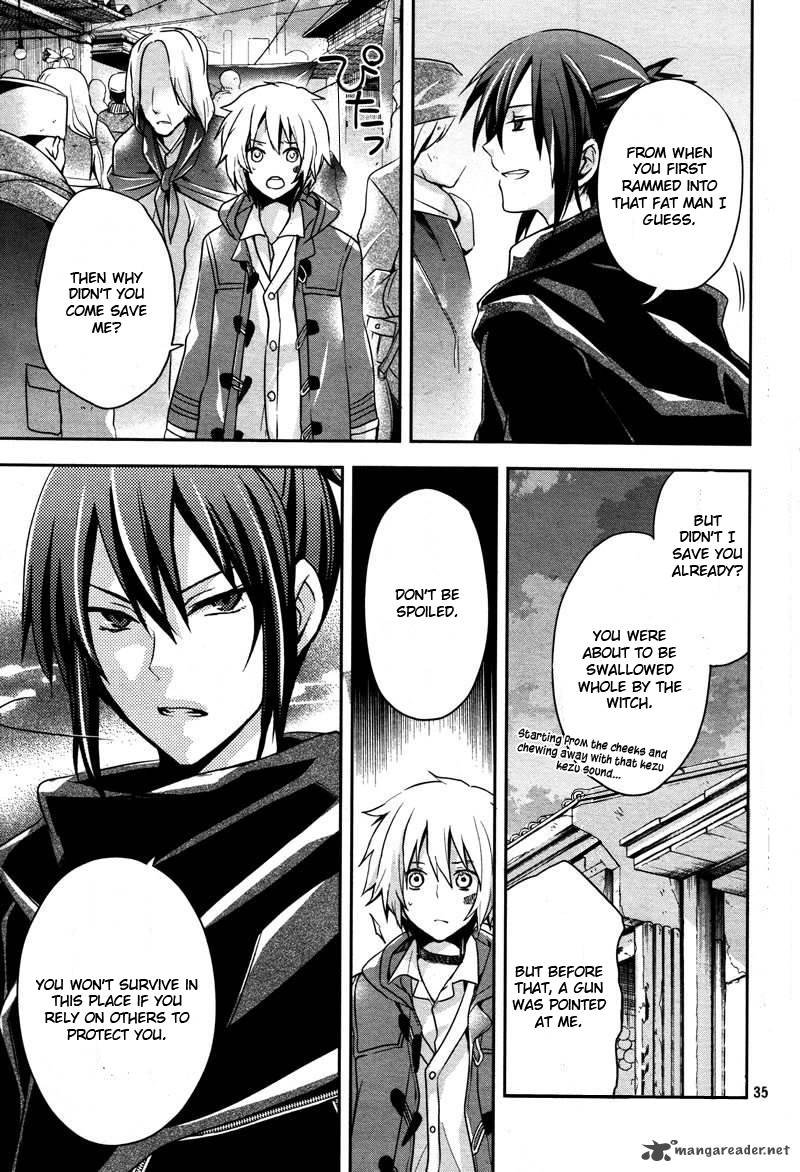 FROM WHEN
YOU FIRST
RAMMED INTO
THAT FAT MAN I
GUESS.
ぴたっ
THEN WHY
DIDN'T YOU
COME SAVE
ME?
BUT
DIDN'T I
SAVE YOU
ALREADY?
YOU WERE
ABOUT TO BE
SWALLOWED
WHOLE BY THE
WITCH.
Starting from the cheeks and
chewing away with that kezu
kezu sound...
BUT BEFORE
THAT, A GUN
WAS POINTED
AT ME.
DON'T BE
SPOILED.
YOU WON'T SURVIVE IN
THIS PLACE IF YOU
RELY ON OTHERS TO
PROTECT YOU.
35
mangareader.net